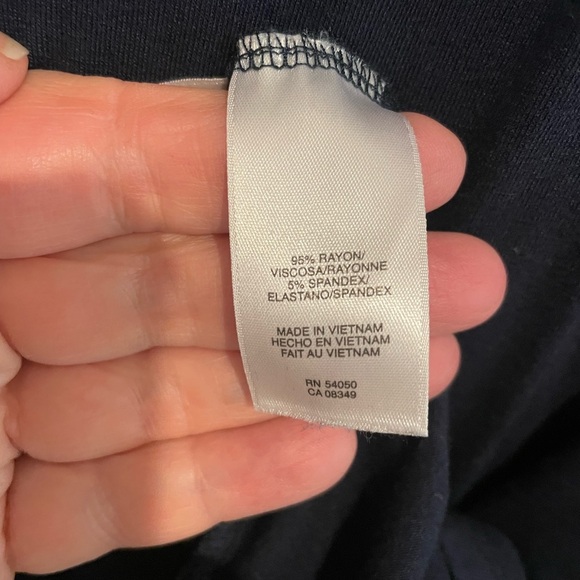 95% RAYON/
VISCOSA/RAYONNE
5% SPANDEX/
ELASTANO/SPANDEX
MADE IN VIETNAM
HECHO EN VIETNAM
FAIT AU VIETNAM
RN 54050
CA 08349